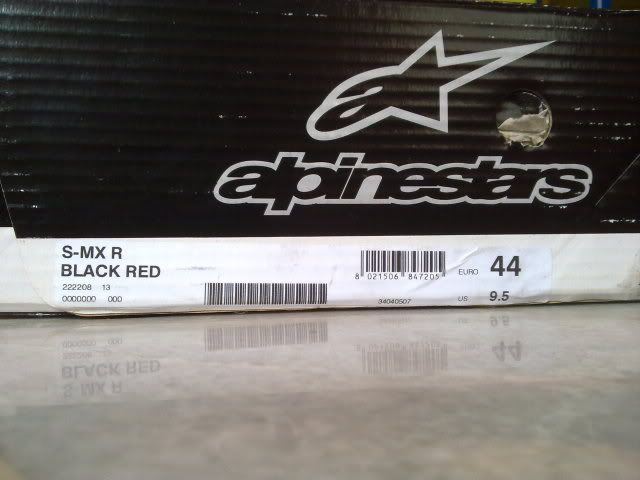 alpinestars
S-MX R
BLACK RED
222208 13
0000000 000
8 021506 847205
34040507
EURO 44
US 9.5